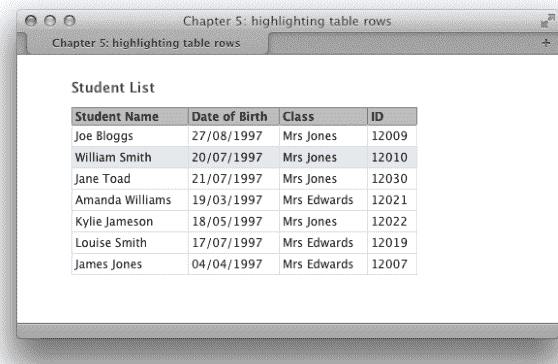 Chapter 5: highlighting table rows
Chapter 5: highlighting table rows
Student List
Student Name Date of Birth Class ID
Joe Bloggs 27/08/1997 Mrs Jones 12009
William Smith 20/07/1997 Mrs Jones 12010
Jane Toad 21/07/1997 Mrs Jones 12030
Amanda Williams 19/03/1997 Mrs Edwards 12021
Kylie Jameson 18/05/1997 Mrs Jones 12022
Louise Smith 17/07/1997 Mrs Edwards 12019
James Jones 04/04/1997 Mrs Edwards 12007